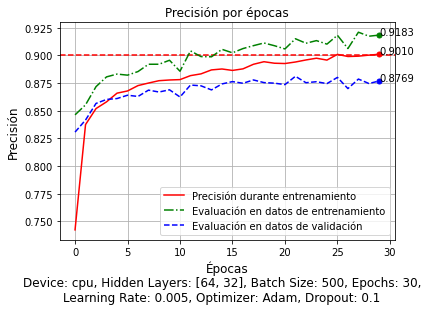 Precisión por épocas
0.925
0.900
0.875
0.850
0.825
0.800
0.775
0.750
Precisión
0.9183
0.9010
0.8769
Precisión durante entrenamiento
Evaluación en datos de entrenamiento
Evaluación en datos de validación
0 5 10 15 20 25 30
Épocas
Device: cpu, Hidden Layers: [64, 32], Batch Size: 500, Epochs: 30,
Learning Rate: 0.005, Optimizer: Adam, Dropout: 0.1